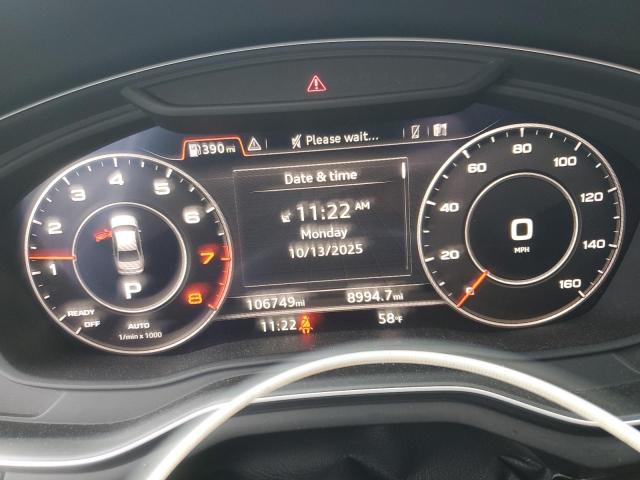 390 mi
Please wait...
Date & time
11:22 AM
Monday
10/13/2025
1 2 3 4 5 6 7 8
P
READY
OFF
AUTO
1/min x 1000
20 40 60 80 100 120 140 160
0
MPH
106749 mi
8994.7 mi
11:22
58°F